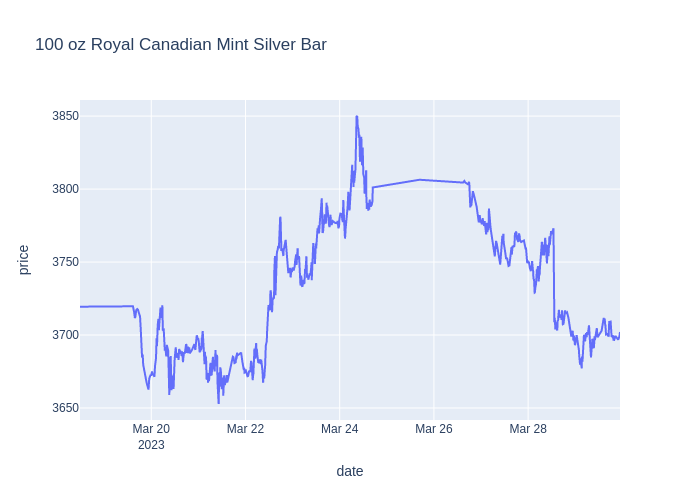 100 oz Royal Canadian Mint Silver Bar
3850
3800
3750
3700
3650
price
Mar 20
2023
Mar 22
Mar 24
Mar 26
Mar 28
date